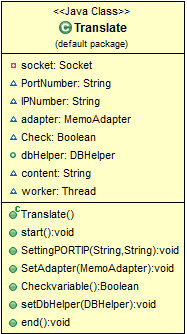 <<Java Class>>
Translate
(default package)
socket: Socket
PortNumber: String
IPNumber: String
adapter: MemoAdapter
Check: Boolean
dbHelper: DBHelper
content: String
worker: Thread
Translate()
start():void
SettingPORTIP(String,String):void
SetAdapter(MemoAdapter):void
Checkvariable():Boolean
setDbHelper(DBHelper):void
end():void